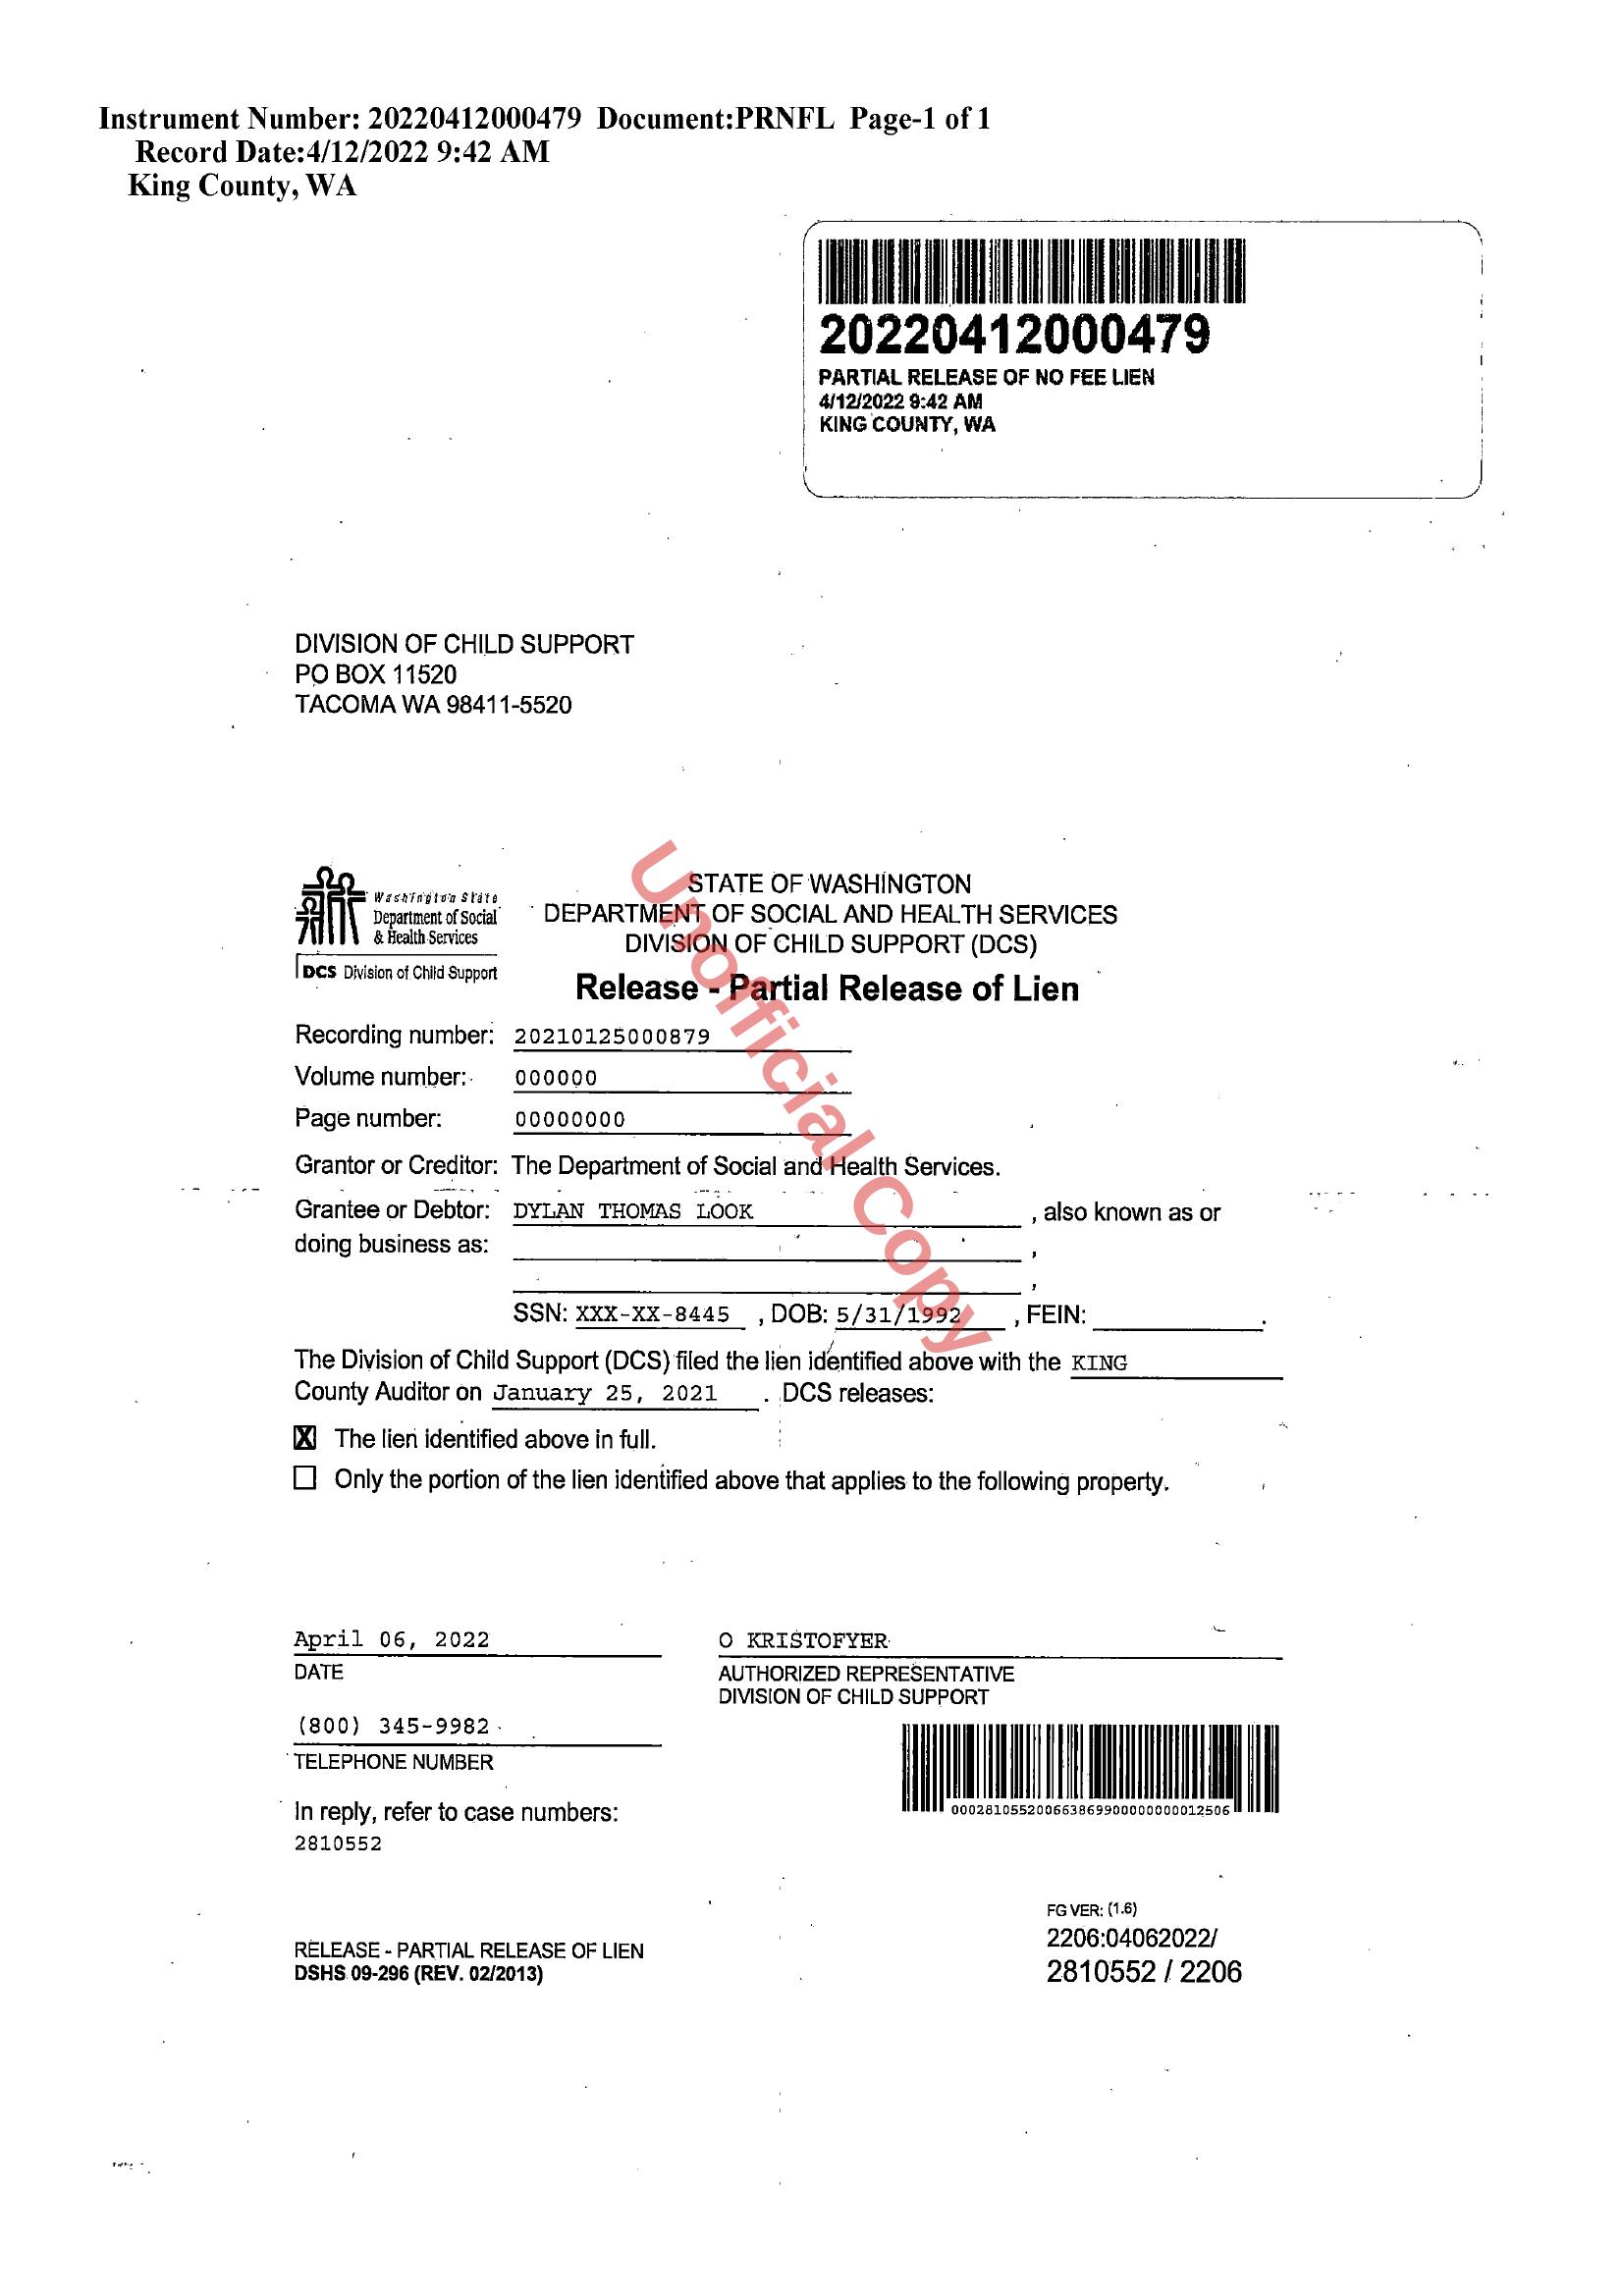 Instrument Number: 20220412000479 Document:PRNFL Page-1 of 1
Record Date:4/12/2022 9:42 AM
King County, WA
20220412000479
PARTIAL RELEASE OF NO FEE LIEN
4/12/2022 9:42 AM
KING COUNTY, WA
DIVISION OF CHILD SUPPORT
PO BOX 11520
TACOMA WA 98411-5520
Washington State
Department of Social
& Health Services
DCS Division of Child Support
STATE OF WASHINGTON
DEPARTMENT OF SOCIAL AND HEALTH SERVICES
DIVISION OF CHILD SUPPORT (DCS)
Release - Partial Release of Lien
Unofficial Copy
Recording number: 20210125000879
Volume number: 000000
Page number: 00000000
Grantor or Creditor: The Department of Social and Health Services.
Grantee or Debtor: DYLAN THOMAS LOOK , also known as or
doing business as: ,
,
SSN: XXX-XX-8445 , DOB: 5/31/1992 , FEIN: .
The Division of Child Support (DCS) filed the lien identified above with the KING
County Auditor on January 25, 2021 . DCS releases:
X The lien identified above in full.
Only the portion of the lien identified above that applies to the following property.
April 06, 2022
DATE
O KRISTOFYER
AUTHORIZED REPRESENTATIVE
DIVISION OF CHILD SUPPORT
(800) 345-9982
TELEPHONE NUMBER
In reply, refer to case numbers:
2810552
00028105520066386990000000012506
FG VER: (1.6)
2206:04062022/
2810552 / 2206
RELEASE - PARTIAL RELEASE OF LIEN
DSHS 09-296 (REV. 02/2013)